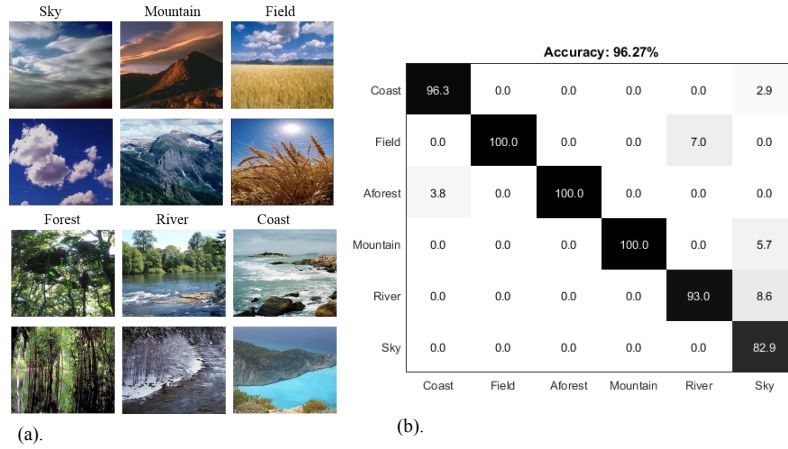 Sky Mountain Field
Forest River Coast
(a).
Accuracy: 96.27%
Coast 96.3 0.0 0.0 0.0 0.0 2.9
Field 0.0 100.0 0.0 0.0 7.0 0.0
Aforest 3.8 0.0 100.0 0.0 0.0 0.0
Mountain 0.0 0.0 0.0 100.0 0.0 5.7
River 0.0 0.0 0.0 0.0 93.0 8.6
Sky 0.0 0.0 0.0 0.0 0.0 82.9
Coast Field Aforest Mountain River Sky
(b).